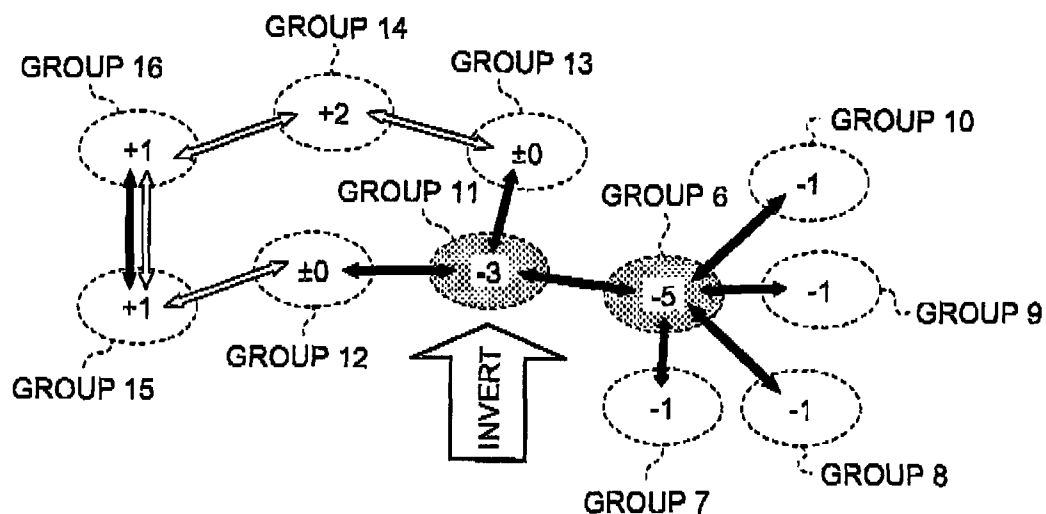 GROUP 14
GROUP 16
GROUP 13
+2
GROUP 10
+1
±0
-1
GROUP 11
GROUP 6
±0
-3
-5
-1
+1
GROUP 9
GROUP 12
GROUP 15
INVERT
-1
-1
GROUP 8
GROUP 7